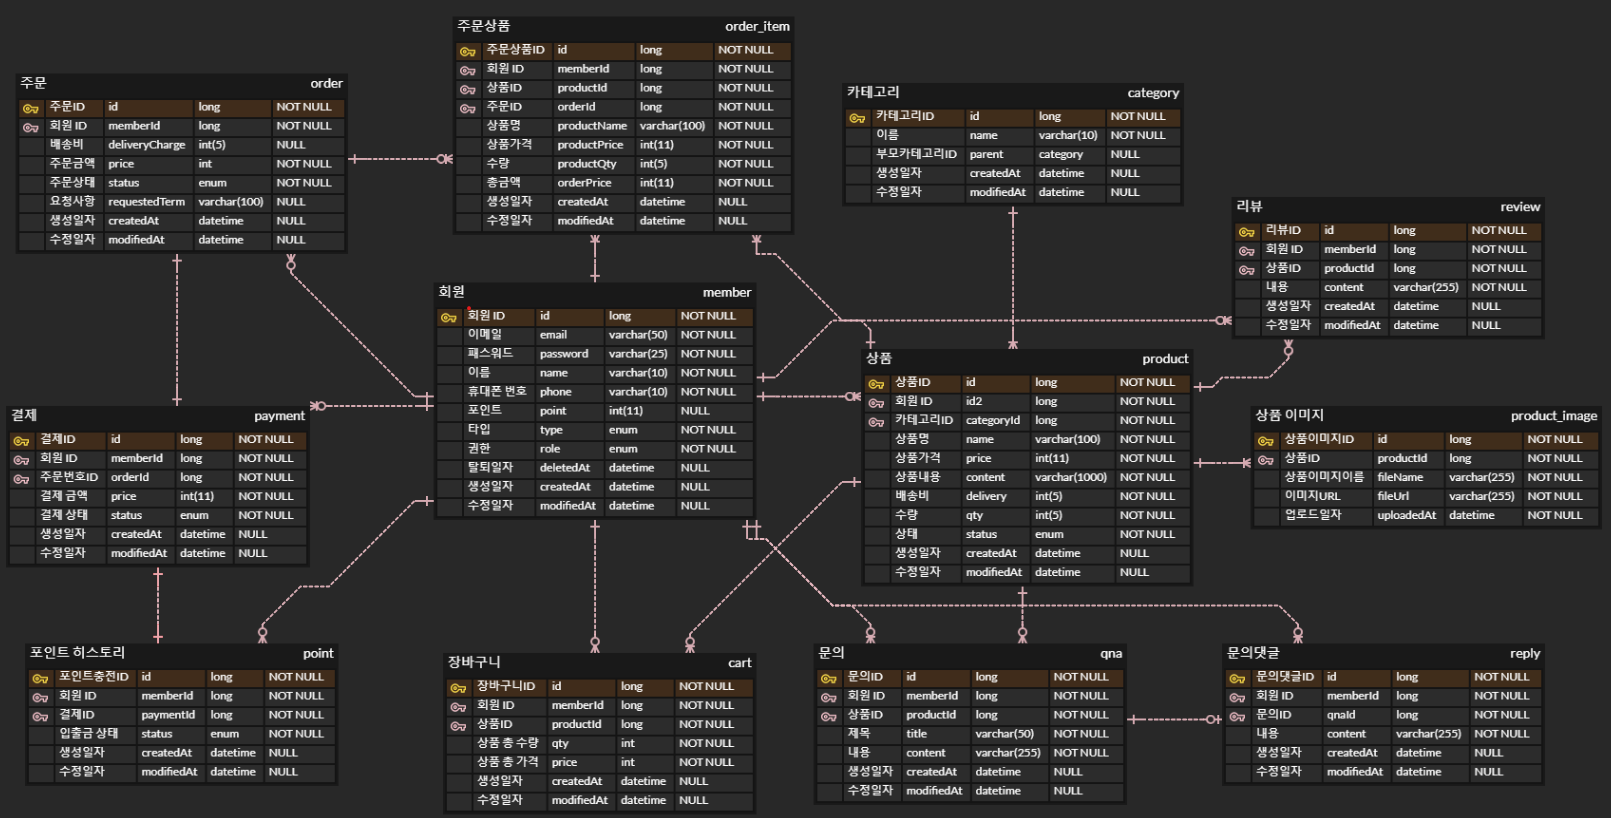 주문 order
주문ID id long NOT NULL
회원 ID memberId long NOT NULL
배송비 deliveryCharge int(5) NULL
주문금액 price int NOT NULL
주문상태 status enum NOT NULL
요청사항 requestedTerm varchar(100) NULL
생성일자 createdAt datetime NULL
수정일자 modifiedAt datetime NULL
주문상품 order_item
주문상품ID id long NOT NULL
회원 ID memberId long NOT NULL
상품ID productId long NOT NULL
주문ID orderId long NOT NULL
상품명 productName varchar(100) NOT NULL
상품가격 productPrice int(11) NOT NULL
수량 productQty int(5) NOT NULL
총금액 orderPrice int(11) NOT NULL
생성일자 createdAt datetime NULL
수정일자 modifiedAt datetime NULL
카테고리 category
카테고리ID id long NOT NULL
이름 name varchar(10) NOT NULL
부모카테고리ID parent category NULL
생성일자 createdAt datetime NULL
수정일자 modifiedAt datetime NULL
리뷰 review
리뷰ID id long NOT NULL
회원 ID memberId long NOT NULL
상품ID productId long NOT NULL
내용 content varchar(255) NOT NULL
생성일자 createdAt datetime NULL
수정일자 modifiedAt datetime NULL
회원 member
회원 ID id long NOT NULL
이메일 email varchar(50) NOT NULL
패스워드 password varchar(25) NOT NULL
이름 name varchar(10) NOT NULL
휴대폰 번호 phone varchar(10) NOT NULL
포인트 point int(11) NULL
타입 type enum NOT NULL
권한 role enum NOT NULL
탈퇴일자 deletedAt datetime NULL
생성일자 createdAt datetime NULL
수정일자 modifiedAt datetime NULL
상품 product
상품ID id long NOT NULL
회원 ID id2 long NOT NULL
카테고리ID categoryId long NOT NULL
상품명 name varchar(100) NOT NULL
상품가격 price int(11) NOT NULL
상품내용 content varchar(1000) NOT NULL
배송비 delivery int(5) NOT NULL
수량 qty int(5) NOT NULL
상태 status enum NOT NULL
생성일자 createdAt datetime NULL
수정일자 modifiedAt datetime NULL
결제 payment
결제ID id long NOT NULL
회원 ID memberId long NOT NULL
주문번호ID orderId long NOT NULL
결제 금액 price int(11) NOT NULL
결제 상태 status enum NOT NULL
생성일자 createdAt datetime NULL
수정일자 modifiedAt datetime NULL
상품 이미지 product_image
상품이미지ID id long NOT NULL
상품ID productId long NOT NULL
상품이미지이름 fileName varchar(255) NOT NULL
이미지URL fileUrl varchar(255) NOT NULL
업로드일자 uploadedAt datetime NOT NULL
포인트 히스토리 point
포인트충전ID id long NOT NULL
회원 ID memberId long NOT NULL
결제ID paymentId long NOT NULL
입출금 상태 status enum NOT NULL
생성일자 createdAt datetime NULL
수정일자 modifiedAt datetime NULL
장바구니 cart
장바구니ID id long NOT NULL
회원 ID memberId long NOT NULL
상품ID productId long NOT NULL
상품 총 수량 qty int NOT NULL
상품 총 가격 price int NOT NULL
생성일자 createdAt datetime NULL
수정일자 modifiedAt datetime NULL
문의 qna
문의ID id long NOT NULL
회원 ID memberId long NOT NULL
상품ID productId long NOT NULL
제목 title varchar(50) NOT NULL
내용 content varchar(255) NOT NULL
생성일자 createdAt datetime NULL
수정일자 modifiedAt datetime NULL
문의댓글 reply
문의댓글ID id long NOT NULL
회원 ID memberId long NOT NULL
문의ID qnaId long NOT NULL
내용 content varchar(255) NOT NULL
생성일자 createdAt datetime NULL
수정일자 modifiedAt datetime NULL